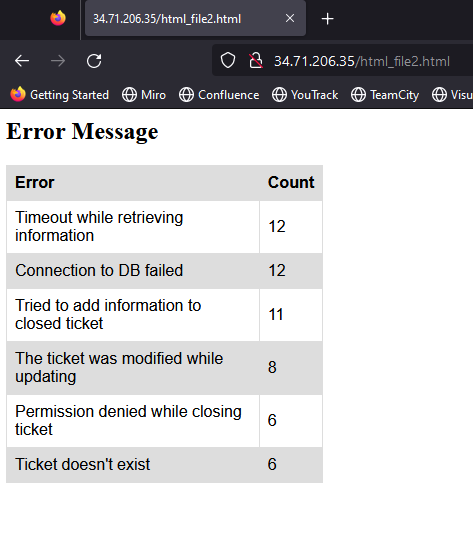 34.71.206.35/html_file2.html
34.71.206.35/html_file2.html
Getting Started Miro Confluence YouTrack TeamCity Visu
Error Message
Error Count
Timeout while retrieving
information 12
Connection to DB failed 12
Tried to add information to
closed ticket 11
The ticket was modified while
updating 8
Permission denied while closing
ticket 6
Ticket doesn't exist 6